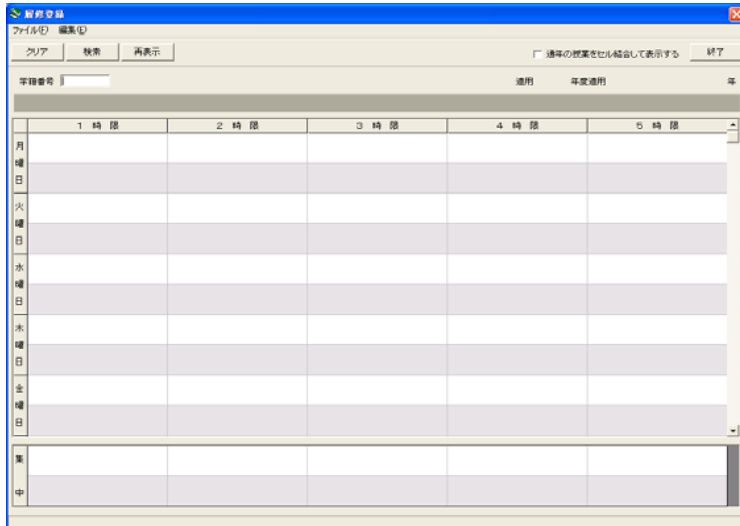 履修登録
ファイル(F) 編集(E)
クリア 検索 再表示 通年の授業をセル結合して表示する 終了
学籍番号 適用 年度適用 年
1 時 限 2 時 限 3 時 限 4 時 限 5 時 限
月曜日
火曜日
水曜日
木曜日
金曜日
集中